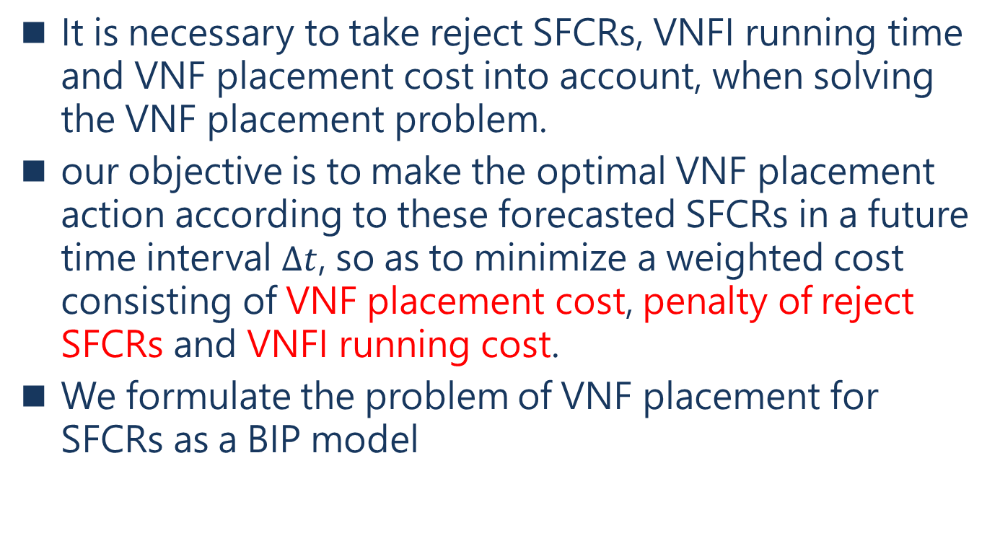 ■ It is necessary to take reject SFCRs, VNFI running time
and VNF placement cost into account, when solving
the VNF placement problem.
■ our objective is to make the optimal VNF placement
action according to these forecasted SFCRs in a future
time interval Δt, so as to minimize a weighted cost
consisting of VNF placement cost, penalty of reject
SFCRs and VNFI running cost.
■ We formulate the problem of VNF placement for
SFCRs as a BIP model